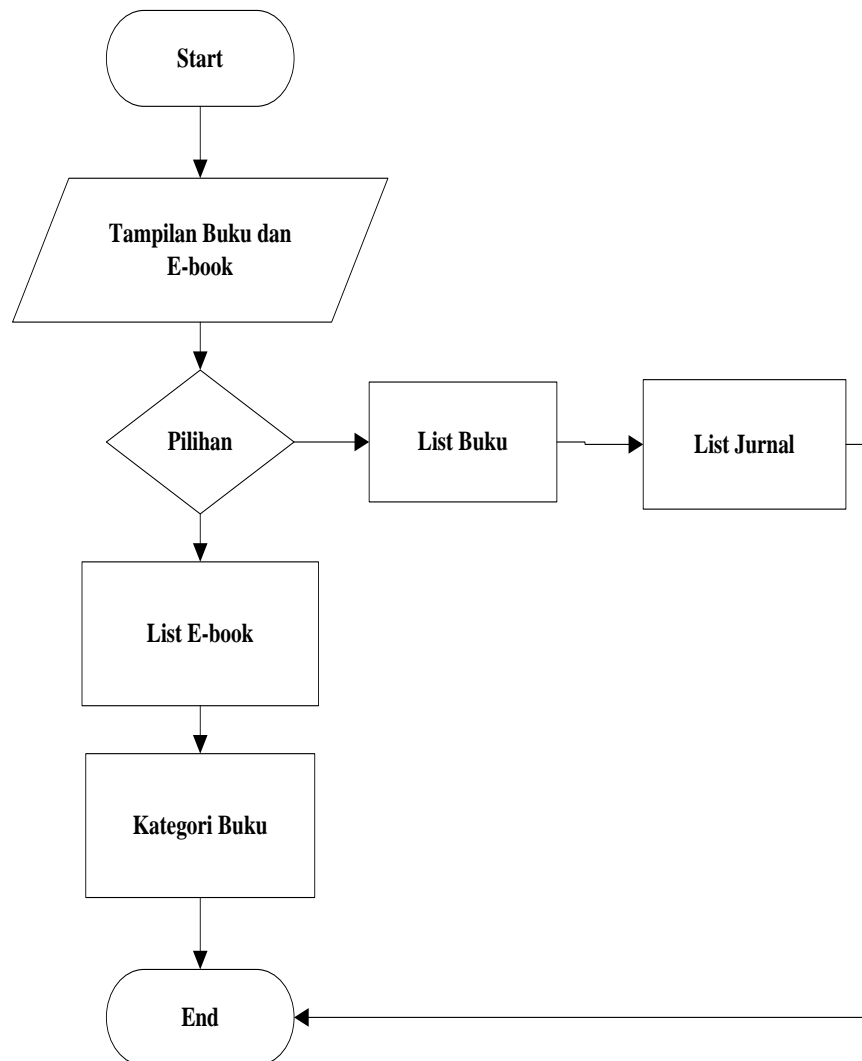 Start
Tampilan Buku dan
E-book
Pilihan
List Buku
List Jurnal
List E-book
Kategori Buku
End